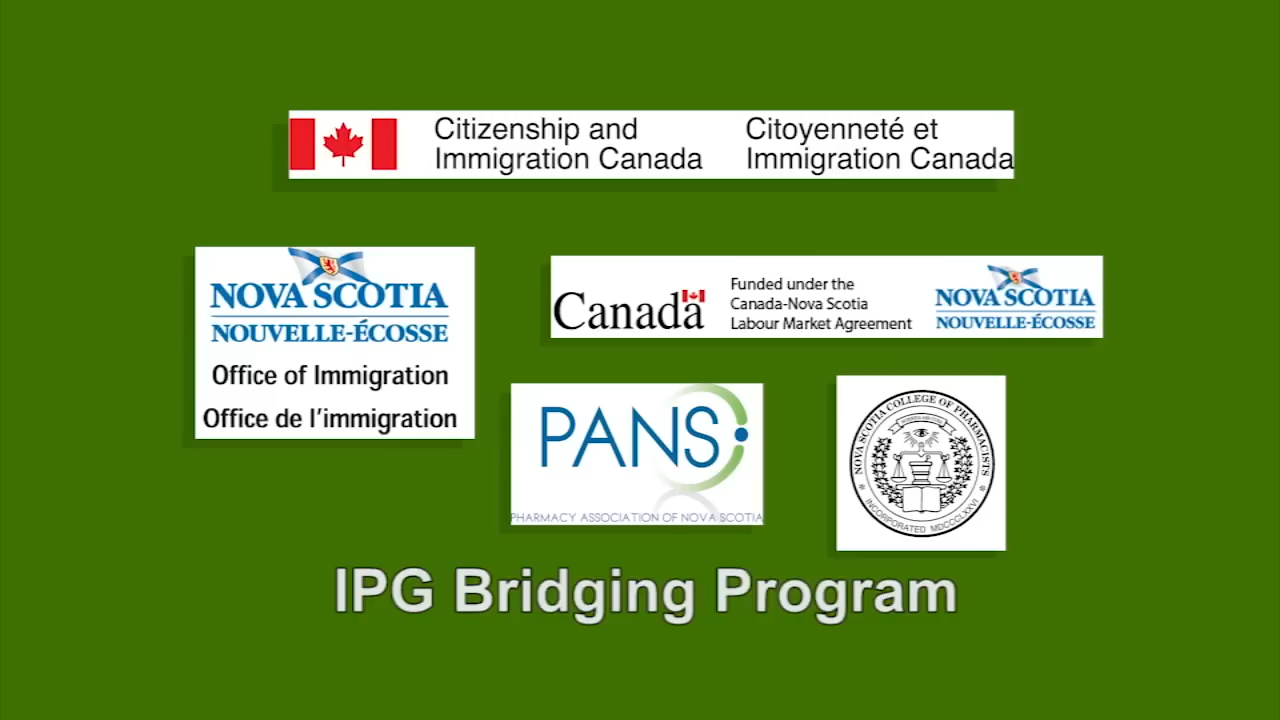 Citizenship and
Immigration Canada
Citoyenneté et
Immigration Canada
NOVA SCOTIA
NOUVELLE-ÉCOSSE
Office of Immigration
Office de l'immigration
Canada
Funded under the
Canada-Nova Scotia
Labour Market Agreement
NOVA SCOTIA
NOUVELLE-ÉCOSSE
PANS
PHARMACY ASSOCIATION OF NOVA SCOTIA
NOVA SCOTIA COLLEGE OF PHARMACISTS
INCORPORATED MDCCCLXXVI
IPG Bridging Program